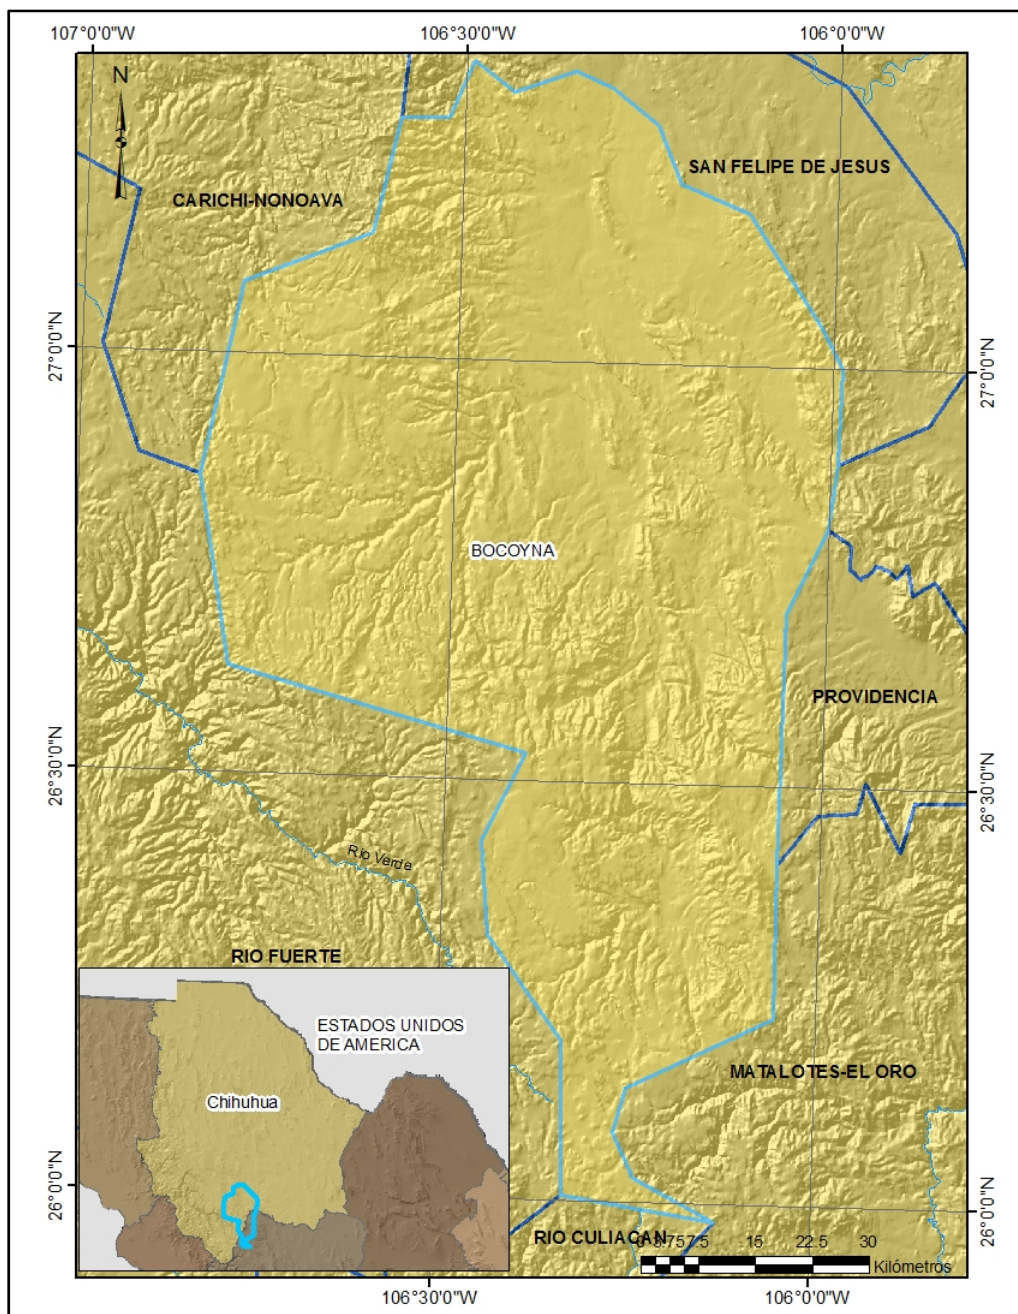 107°0'0"W
106°30'0"W
106°0'0"W
N
SAN FELIPE DE JESUS
CARICHI-NONOAVA
27°0'0"N
27°0'0"N
BOCOYNA
PROVIDENCIA
26°30'0"N
26°30'0"N
Rio Verde
RIO FUERTE
ESTADOS UNIDOS
DE AMERICA
MATALOTES-EL ORO
Chihuhua
26°0'0"N
26°0'0"N
RIO CULIACAN
0 3.75 7.5 15 22.5 30
Kilómetros
106°30'0"W
106°0'0"W